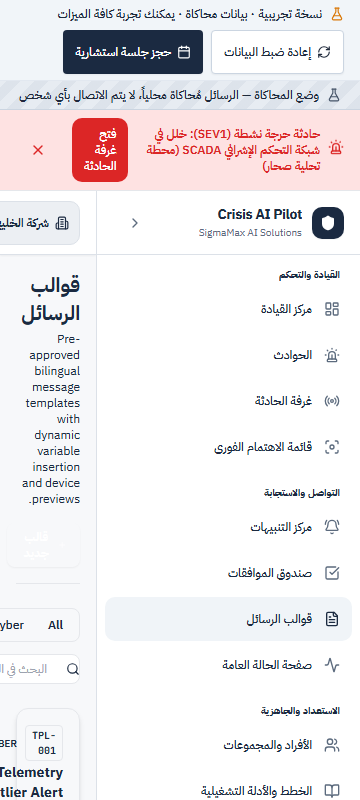 نسخة تجريبية · بيانات محاكاة · يمكنك تجربة كافة الميزات
إعادة ضبط البيانات
حجز جلسة استشارية
وضع المحاكاة — الرسائل مُحاكاة محلياً، لا يتم الاتصال بأي شخص
حادثة حرجة نشطة (SEV1): خلل في
شبكة التحكم الإشرافي SCADA (محطة
تحلية صحار)
فتح
غرفة
الحادثة
Crisis AI Pilot
SigmaMax AI Solutions
القيادة والتحكم
مركز القيادة
الحوادث
غرفة الحادثة
قائمة الاهتمام الفوري
التواصل والاستجابة
مركز التنبيهات
صندوق الموافقات
قوالب الرسائل
صفحة الحالة العامة
الاستعداد والجاهزية
الأفراد والمجموعات
الخطط والأدلة التشغيلية
شركة
قوالب
الرسائل
Pre-
approved
bilingual
message
templates
with
dynamic
variable
insertion
and device
previews.
All
البحث في
TPL-
001
Telemetry
Alert